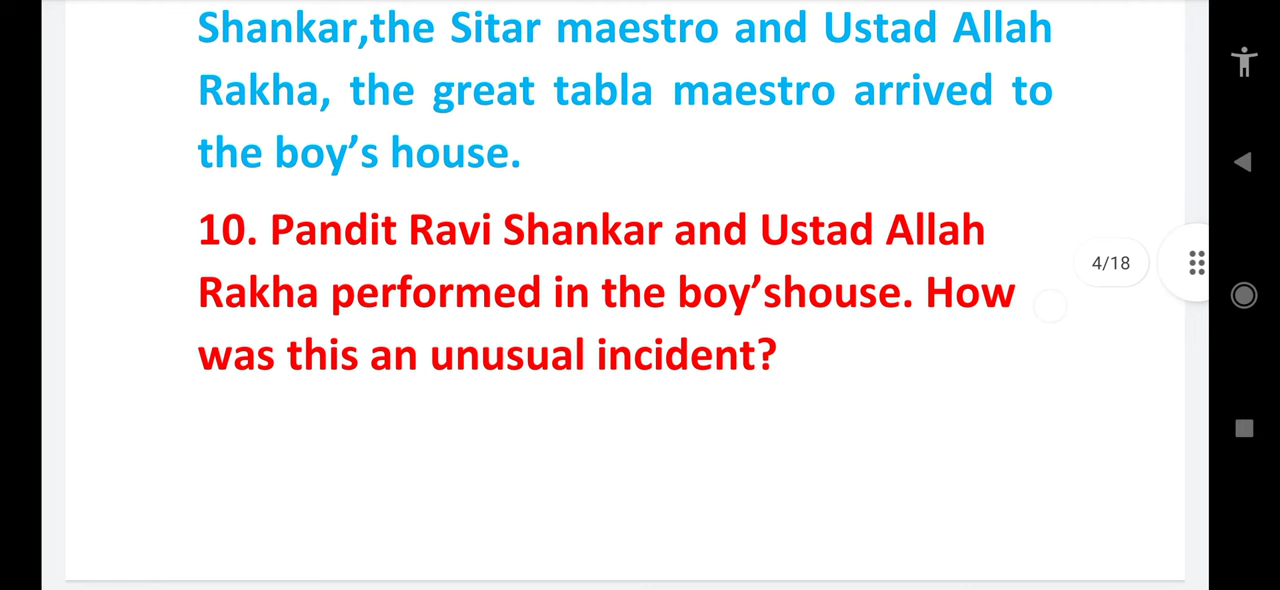 Shankar,the Sitar maestro and Ustad Allah
Rakha, the great tabla maestro arrived to
the boy’s house.
10. Pandit Ravi Shankar and Ustad Allah
Rakha performed in the boy’shouse. How
was this an unusual incident?
4/18